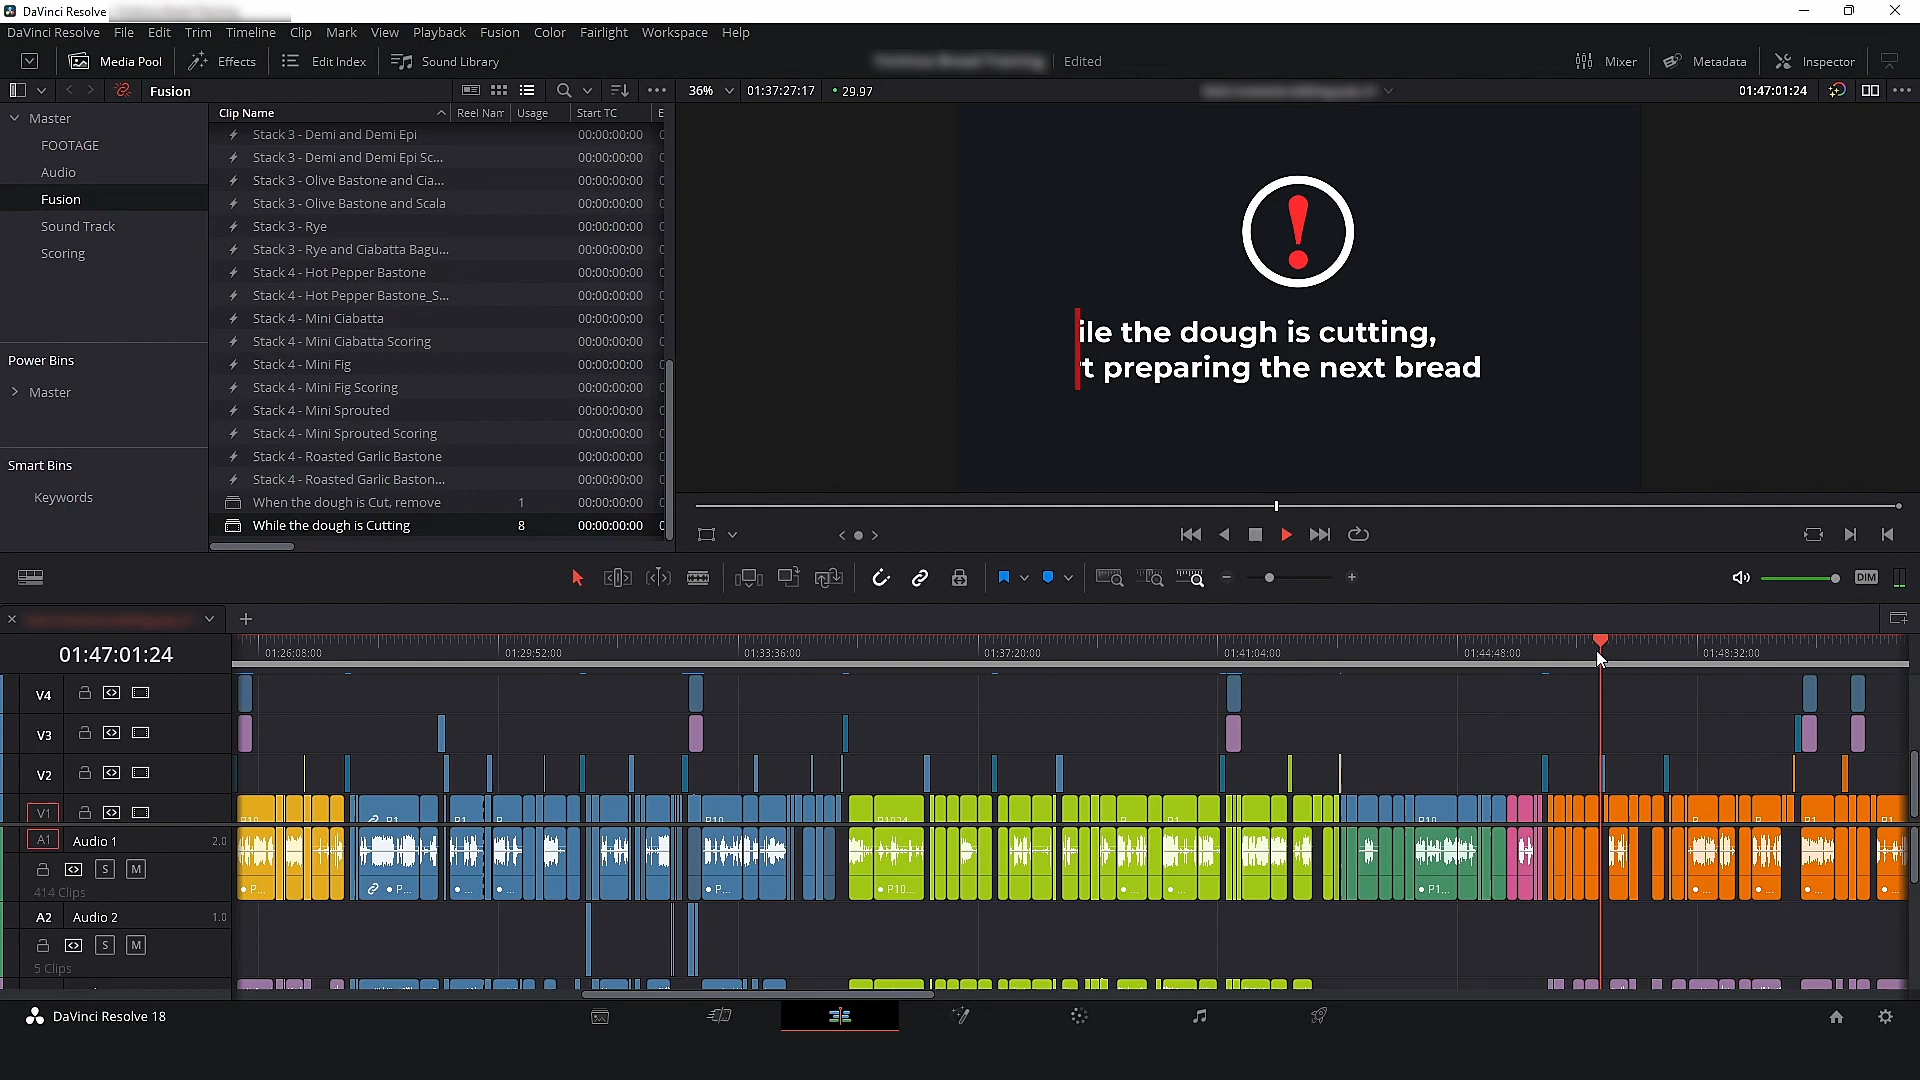 DaVinci Resolve
DaVinci Resolve File Edit Trim Timeline Clip Mark View Playback Fusion Color Fairlight Workspace Help
Media Pool Effects Edit Index Sound Library Edited Mixer Metadata Inspector
Fusion 36% 01:37:27:17 29.97 01:47:01:24
Clip Name Reel Nam Usage Start TC E
Master
FOOTAGE
Audio
Fusion
Sound Track
Scoring
Power Bins
Master
Smart Bins
Keywords
Stack 3 - Demi and Demi Epi 00:00:00:00
Stack 3 - Demi and Demi Epi Sc... 00:00:00:00
Stack 3 - Olive Bastone and Cia... 00:00:00:00
Stack 3 - Olive Bastone and Scala 00:00:00:00
Stack 3 - Rye 00:00:00:00
Stack 3 - Rye and Ciabatta Bagu... 00:00:00:00
Stack 4 - Hot Pepper Bastone 00:00:00:00
Stack 4 - Hot Pepper Bastone_S... 00:00:00:00
Stack 4 - Mini Ciabatta 00:00:00:00
Stack 4 - Mini Ciabatta Scoring 00:00:00:00
Stack 4 - Mini Fig 00:00:00:00
Stack 4 - Mini Fig Scoring 00:00:00:00
Stack 4 - Mini Sprouted 00:00:00:00
Stack 4 - Mini Sprouted Scoring 00:00:00:00
Stack 4 - Roasted Garlic Bastone 00:00:00:00
Stack 4 - Roasted Garlic Baston... 00:00:00:00
When the dough is Cut, remove 1 00:00:00:00
While the dough is Cutting 8 00:00:00:00
ile the dough is cutting,
t preparing the next bread
DIM
01:47:01:24
01:26:08:00 01:29:52:00 01:33:36:00 01:37:20:00 01:41:04:00 01:44:48:00 01:48:32:00
V4
V3
V2
V1
A1 Audio 1 2.0
S M
414 Clips
P... P... P... P10... P1...
A2 Audio 2 1.0
S M
5 Clips
DaVinci Resolve 18